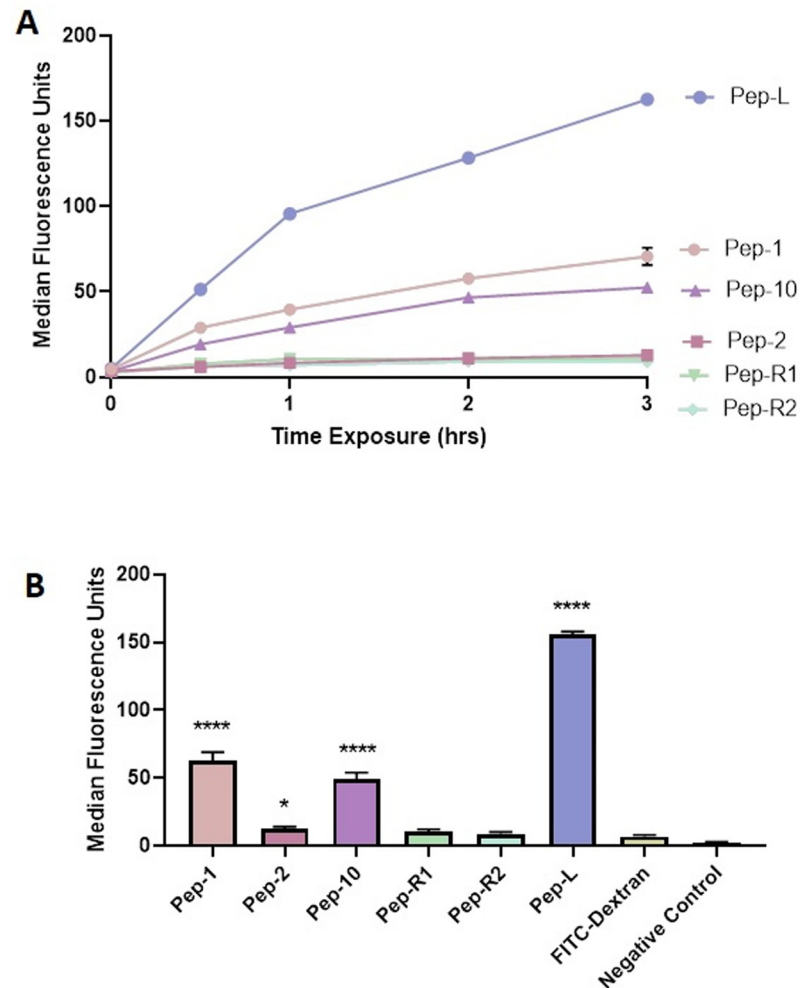 A
200
150
100
50
0
Median Fluorescence Units
0 1 2 3
Time Exposure (hrs)
Pep-L
Pep-1
Pep-10
Pep-2
Pep-R1
Pep-R2
B
200
150
100
50
0
Median Fluorescence Units
****
*
****
****
Pep-1
Pep-2
Pep-10
Pep-R1
Pep-R2
Pep-L
FITC-Dextran
Negative Control